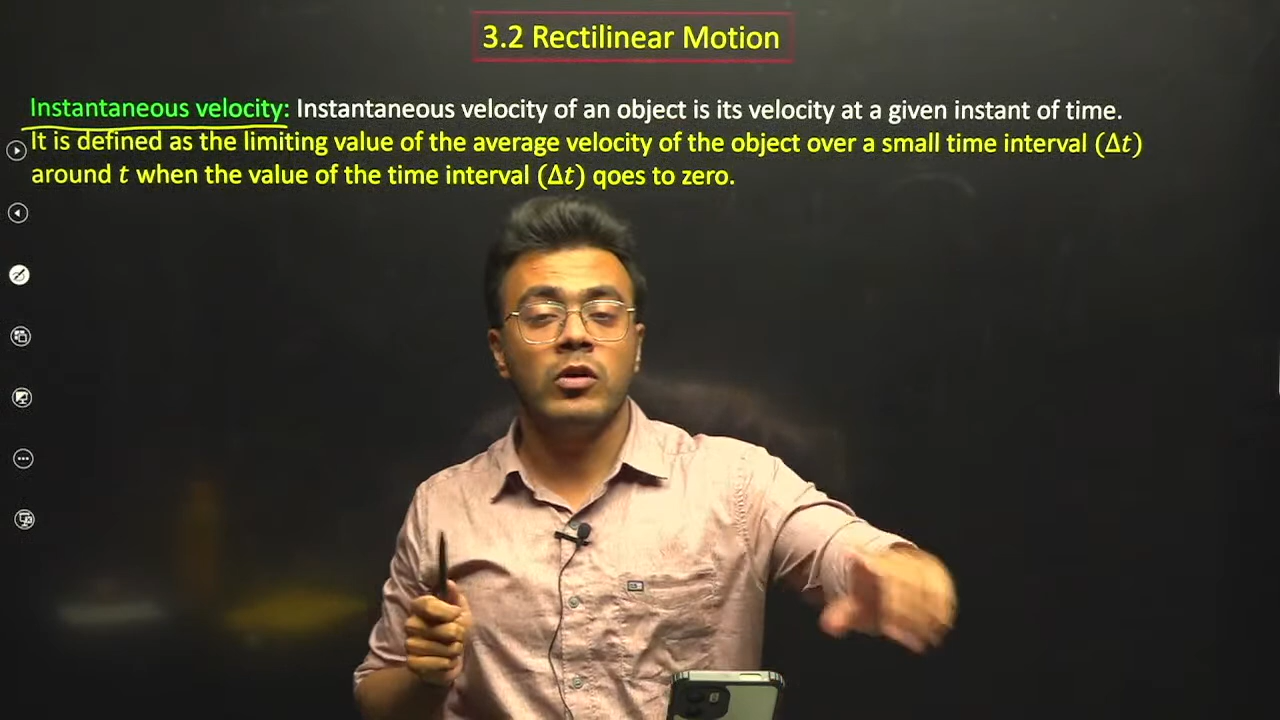 3.2 Rectilinear Motion
Instantaneous velocity: Instantaneous velocity of an object is its velocity at a given instant of time.
It is defined as the limiting value of the average velocity of the object over a small time interval (Δt)
around t when the value of the time interval (Δt) qoes to zero.